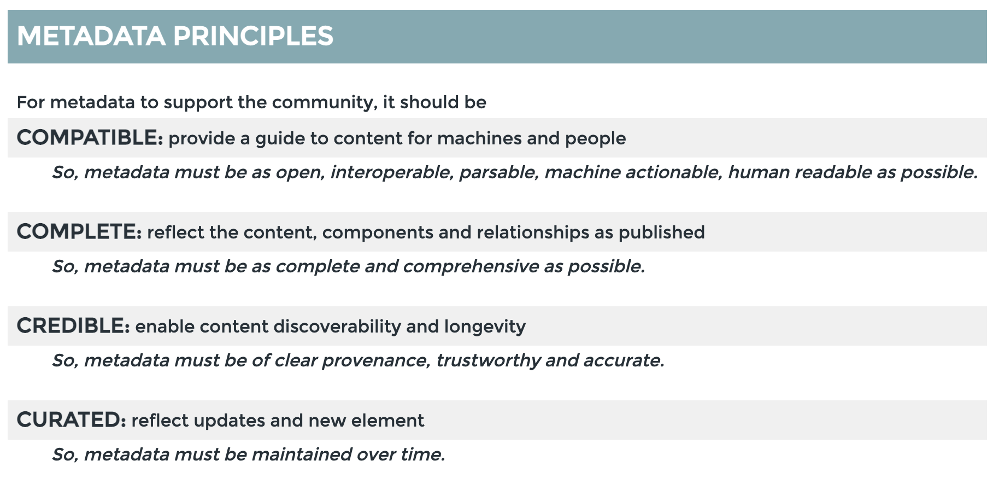 METADATA PRINCIPLES
For metadata to support the community, it should be
COMPATIBLE: provide a guide to content for machines and people
So, metadata must be as open, interoperable, parsable, machine actionable, human readable as possible.
COMPLETE: reflect the content, components and relationships as published
So, metadata must be as complete and comprehensive as possible.
CREDIBLE: enable content discoverability and longevity
So, metadata must be of clear provenance, trustworthy and accurate.
CURATED: reflect updates and new element
So, metadata must be maintained over time.